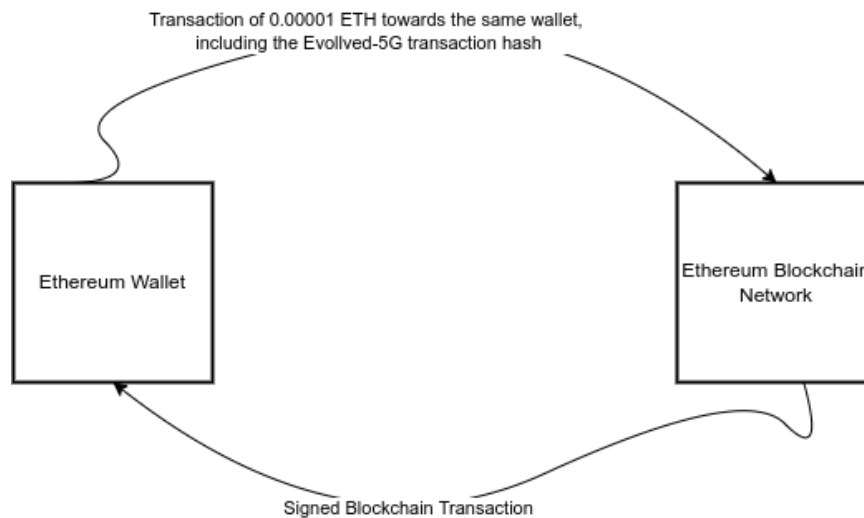 Transaction of 0.00001 ETH towards the same wallet,
including the Evollved-5G transaction hash
Ethereum Wallet
Ethereum Blockchain
Network
Signed Blockchain Transaction